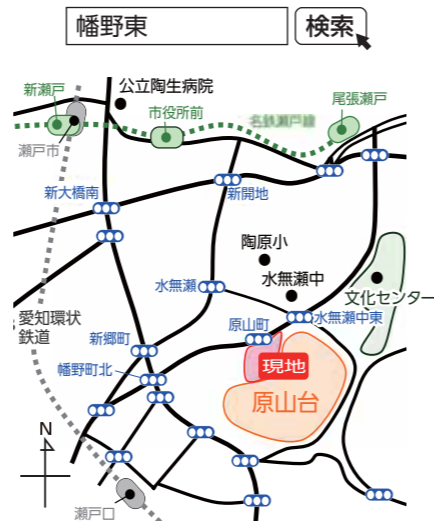 幡野東
検索
新瀬戸
公立陶生病院
市役所前
名鉄瀬戸線
尾張瀬戸
瀬戸市
新大橋南
新開地
陶原小
水無瀬
水無瀬中
文化センター
愛知環状
鉄道
新郷町
原山町
水無瀬中東
幡野町北
現地
原山台
N
瀬戸口